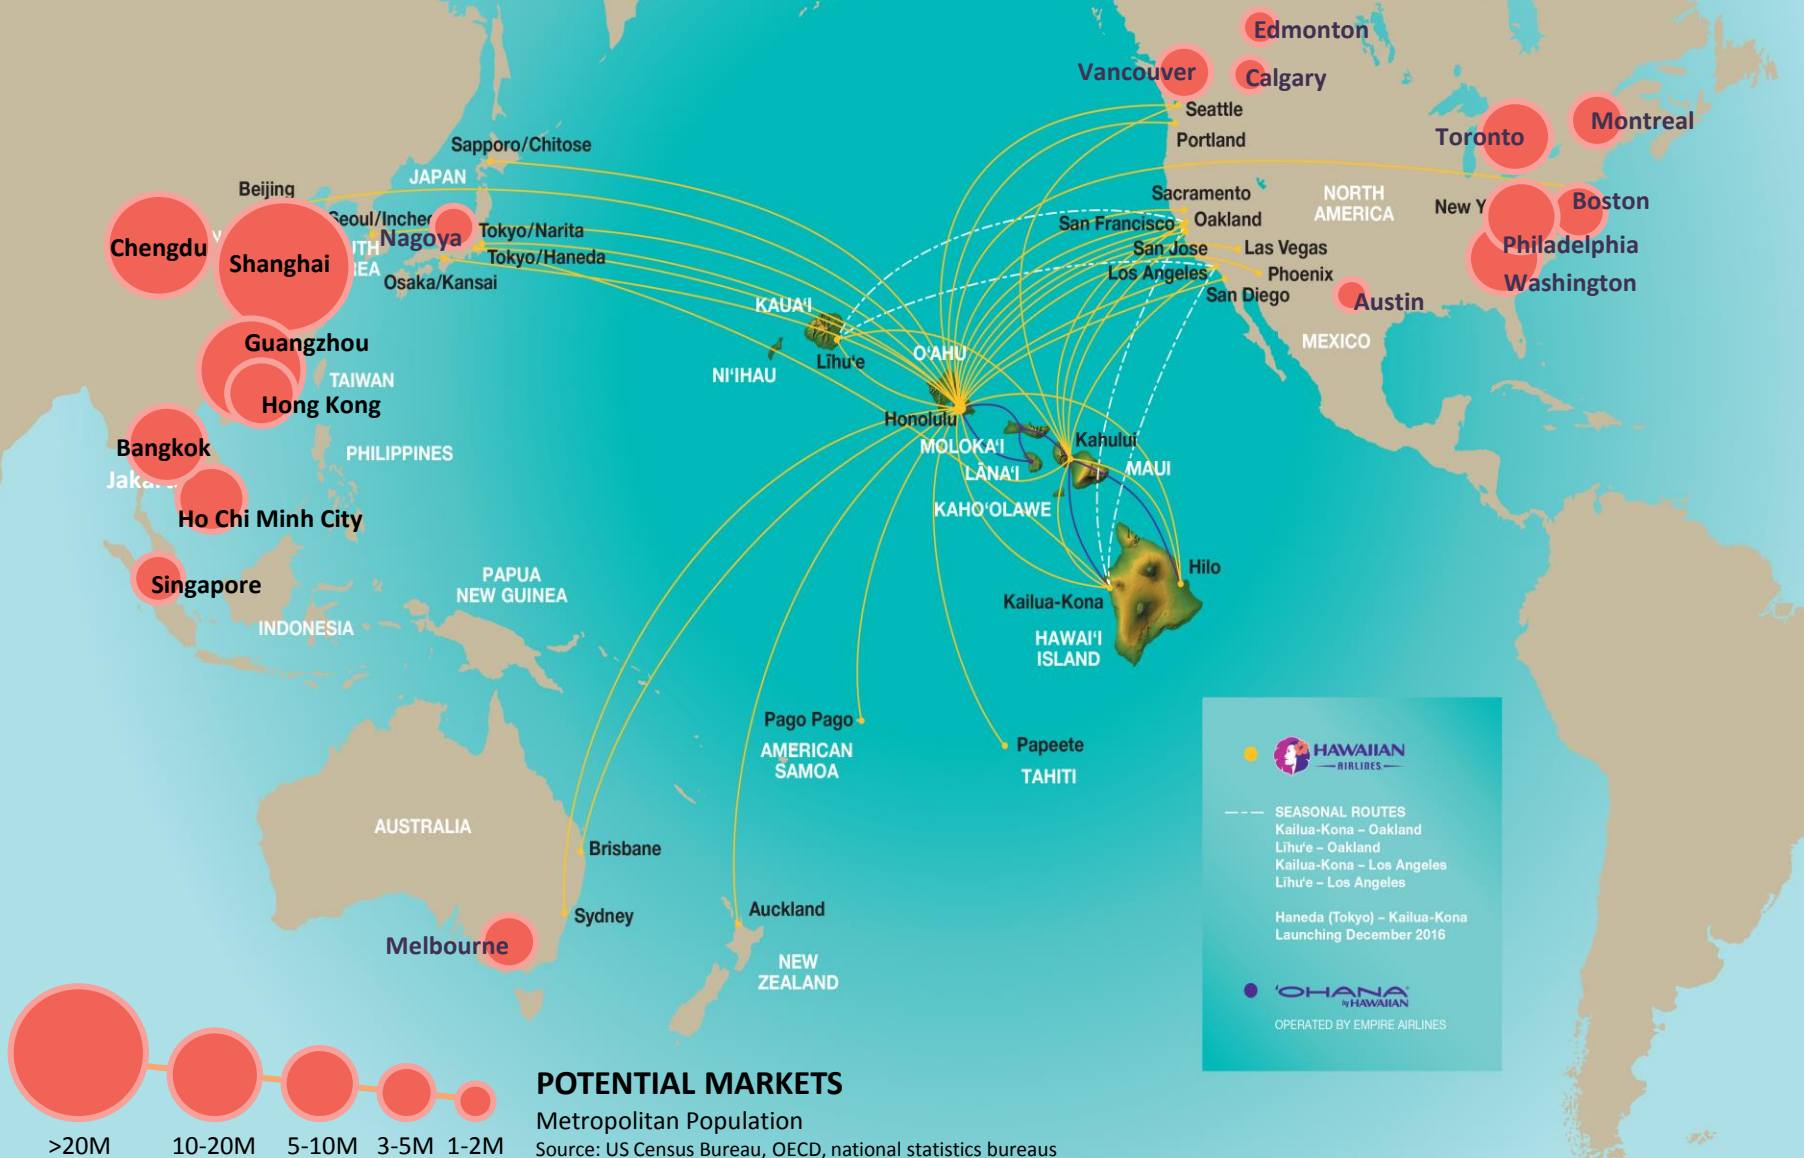 Edmonton
Vancouver
Calgary
Seattle
Portland
Toronto
Montreal
Sapporo/Chitose
JAPAN
Beijing
Sacramento
NORTH
AMERICA
New Y
Boston
Nagoya
Tokyo/Narita
San Francisco
Oakland
Chengdu
Shanghai
Tokyo/Haneda
San Jose
Las Vegas
Philadelphia
Osaka/Kansai
Los Angeles
Phoenix
Washington
San Diego
Austin
KAUA'I
MEXICO
Guangzhou
O'AHU
Līhu'e
NI'IHAU
TAIWAN
Hong Kong
Honolulu
Bangkok
PHILIPPINES
MOLOKA'I
Kahului
LĀNA'I
MAUI
KAHO'OLAWE
Ho Chi Minh City
Singapore
PAPUA
NEW GUINEA
Hilo
Kailua-Kona
INDONESIA
HAWAI'I
ISLAND
Pago Pago
AMERICAN
SAMOA
Papeete
TAHITI
AUSTRALIA
Brisbane
Sydney
Auckland
Melbourne
NEW
ZEALAND
HAWAIIAN
AIRLINES
SEASONAL ROUTES
Kailua-Kona – Oakland
Līhu'e – Oakland
Kailua-Kona – Los Angeles
Līhu'e – Los Angeles
Haneda (Tokyo) – Kailua-Kona
Launching December 2016
'OHANA
by HAWAIIAN
OPERATED BY EMPIRE AIRLINES
POTENTIAL MARKETS
Metropolitan Population
Source: US Census Bureau, OECD, national statistics bureaus
>20M 10-20M 5-10M 3-5M 1-2M